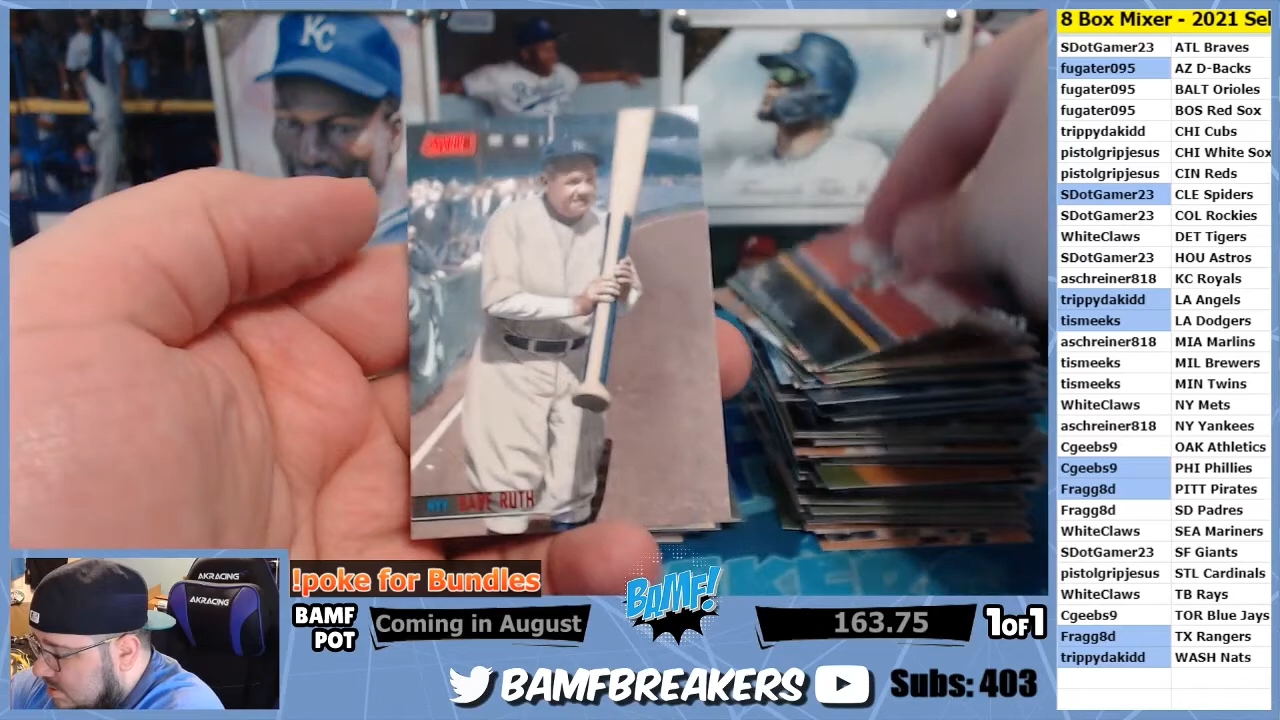 KC
NYY BABE RUTH
AKRACING
AKRACING
!poke for Bundles
BAMF POT
Coming in August
BAMF!
163.75
1 OF 1
BAMFBREAKERS
Subs: 403
8 Box Mixer - 2021 Sel
SDotGamer23 ATL Braves
fugater095 AZ D-Backs
fugater095 BALT Orioles
fugater095 BOS Red Sox
trippydakidd CHI Cubs
pistolgripjesus CHI White Sox
pistolgripjesus CIN Reds
SDotGamer23 CLE Spiders
SDotGamer23 COL Rockies
WhiteClaws DET Tigers
SDotGamer23 HOU Astros
aschreiner818 KC Royals
trippydakidd LA Angels
tismeeks LA Dodgers
aschreiner818 MIA Marlins
tismeeks MIL Brewers
tismeeks MIN Twins
WhiteClaws NY Mets
aschreiner818 NY Yankees
Cgeebs9 OAK Athletics
Cgeebs9 PHI Phillies
Fragg8d PITT Pirates
Fragg8d SD Padres
WhiteClaws SEA Mariners
SDotGamer23 SF Giants
pistolgripjesus STL Cardinals
WhiteClaws TB Rays
Cgeebs9 TOR Blue Jays
Fragg8d TX Rangers
trippydakidd WASH Nats